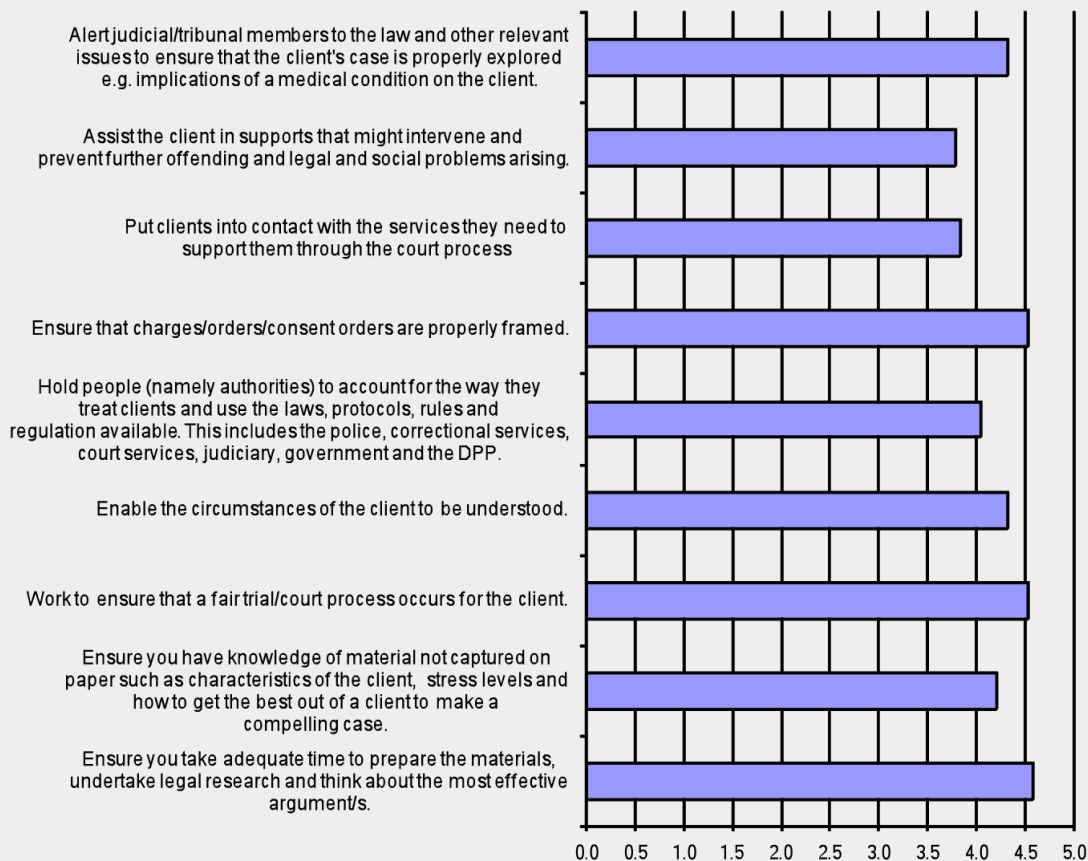 Alert judicial/tribunal members to the law and other relevant
issues to ensure that the client's case is properly explored
e.g. implications of a medical condition on the client.
Assist the client in supports that might intervene and
prevent further offending and legal and social problems arising.
Put clients into contact with the services they need to
support them through the court process
Ensure that charges/orders/consent orders are properly framed.
Hold people (namely authorities) to account for the way they
treat clients and use the laws, protocols, rules and
regulation available. This includes the police, correctional services,
court services, judiciary, government and the DPP.
Enable the circumstances of the client to be understood.
Work to ensure that a fair trial/court process occurs for the client.
Ensure you have knowledge of material not captured on
paper such as characteristics of the client, stress levels and
how to get the best out of a client to make a
compelling case.
Ensure you take adequate time to prepare the materials,
undertake legal research and think about the most effective
argument/s.
0.0 0.5 1.0 1.5 2.0 2.5 3.0 3.5 4.0 4.5 5.0